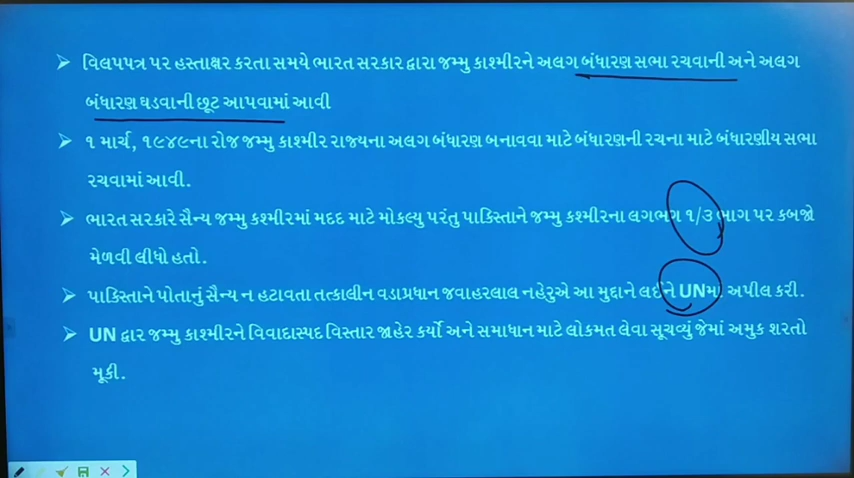 ➢ વિલપપત્ર પર હસ્તાક્ષર કરતા સમયે ભારત સરકાર દ્વારા જમ્મુ કાશ્મીરને અલગ બંધારણ સભા રચવાની અને અલગ
બંધારણ ઘડવાની છૂટ આપવામાં આવી
➢ ૧ માર્ચ, ૧૯૪૯ના રોજ જમ્મુ કાશ્મીર રાજ્યના અલગ બંધારણ બનાવવા માટે બંધારણની રચના માટે બંધારણીય સભા
રચવામાં આવી.
➢ ભારત સરકારે સૈન્ય જમ્મુ કશ્મીરમાં મદદ માટે મોકલ્યુ પરંતુ પાકિસ્તાને જમ્મુ કશ્મીરના લગભગ ૧/૩ ભાગ પર કબજો
મેળવી લીધો હતો.
➢ પાકિસ્તાને પોતાનું સૈન્ય ન હટાવતા તત્કાલીન વડાપ્રધાન જવાહરલાલ નહેરુએ આ મુદ્દાને લઈને UNમાં અપીલ કરી.
➢ UN દ્વાર જમ્મુ કાશ્મીરને વિવાદાસ્પદ વિસ્તાર જાહેર કર્યો અને સમાધાન માટે લોકમત લેવા સૂચવ્યું જેમાં અમુક શરતો
મૂકી.